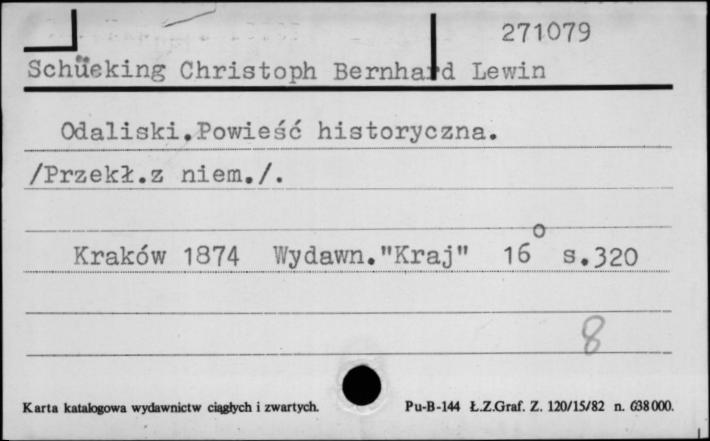 271079
Schüeking Christoph Bernhard Lewin
Odaliski.Powieść historyczna.
/Przekł.z niem./.
Kraków 1874 Wydawn."Kraj" 16° s.320
8
Karta katalogowa wydawnictw ciągłych i zwartych. Pu-B-144 Ł.Z.Graf. Z. 120/15/82 n. 638 000.